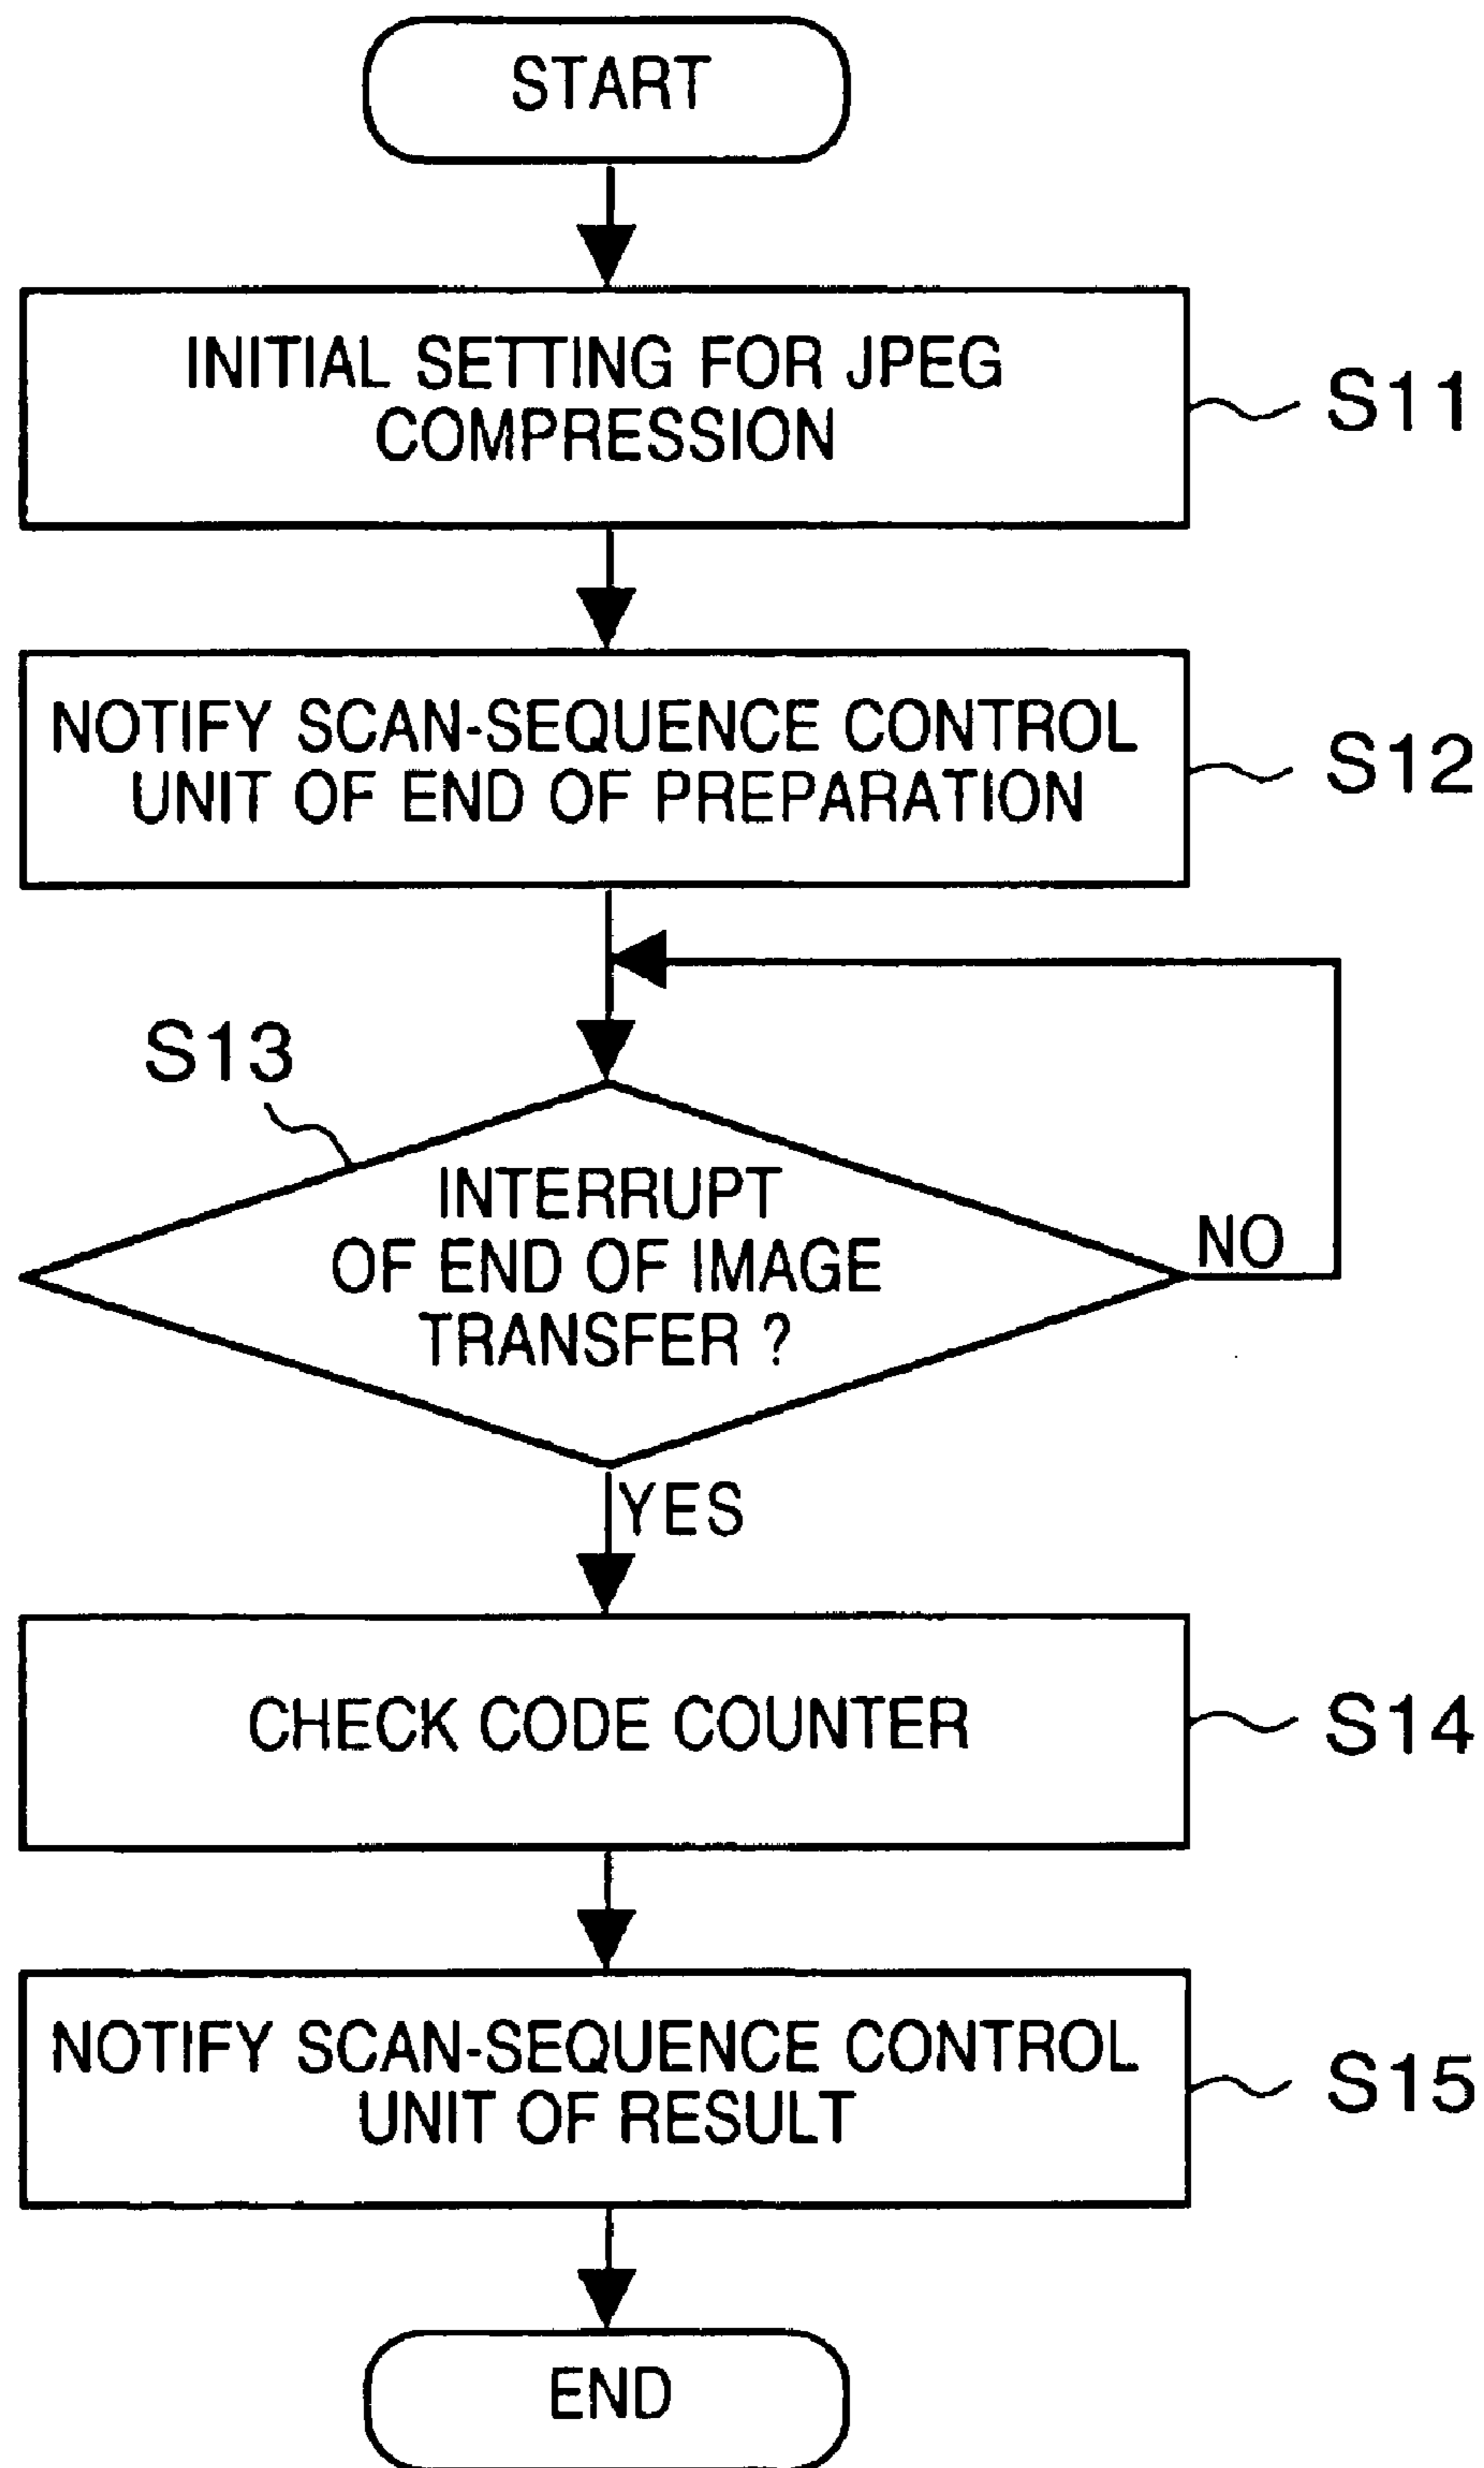 START
INITIAL SETTING FOR JPEG
COMPRESSION
S11
NOTIFY SCAN-SEQUENCE CONTROL
UNIT OF END OF PREPARATION
S12
S13
INTERRUPT
OF END OF IMAGE
TRANSFER ?
NO
YES
CHECK CODE COUNTER
S14
NOTIFY SCAN-SEQUENCE CONTROL
UNIT OF RESULT
S15
END